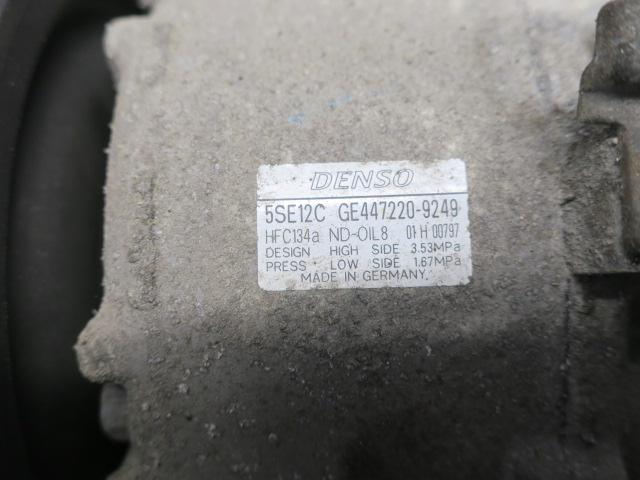 DENSO
5SE12C GE447220-9249
HFC134a ND-OIL8 01 H 00797
DESIGN HIGH SIDE 3.53MPa
PRESS LOW SIDE 1.67MPa
MADE IN GERMANY